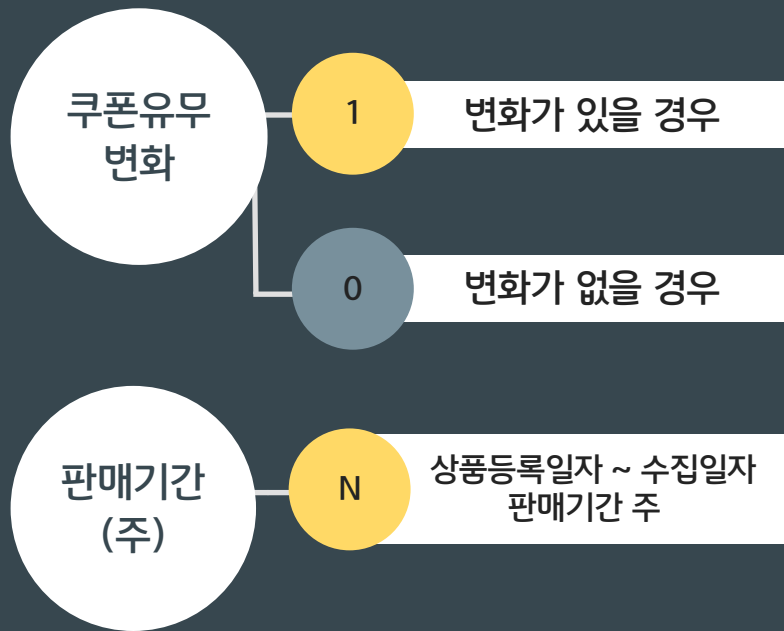 쿠폰유무
변화
1
변화가 있을 경우
0
변화가 없을 경우
판매기간
(주)
N
상품등록일자 ~ 수집일자
판매기간 주